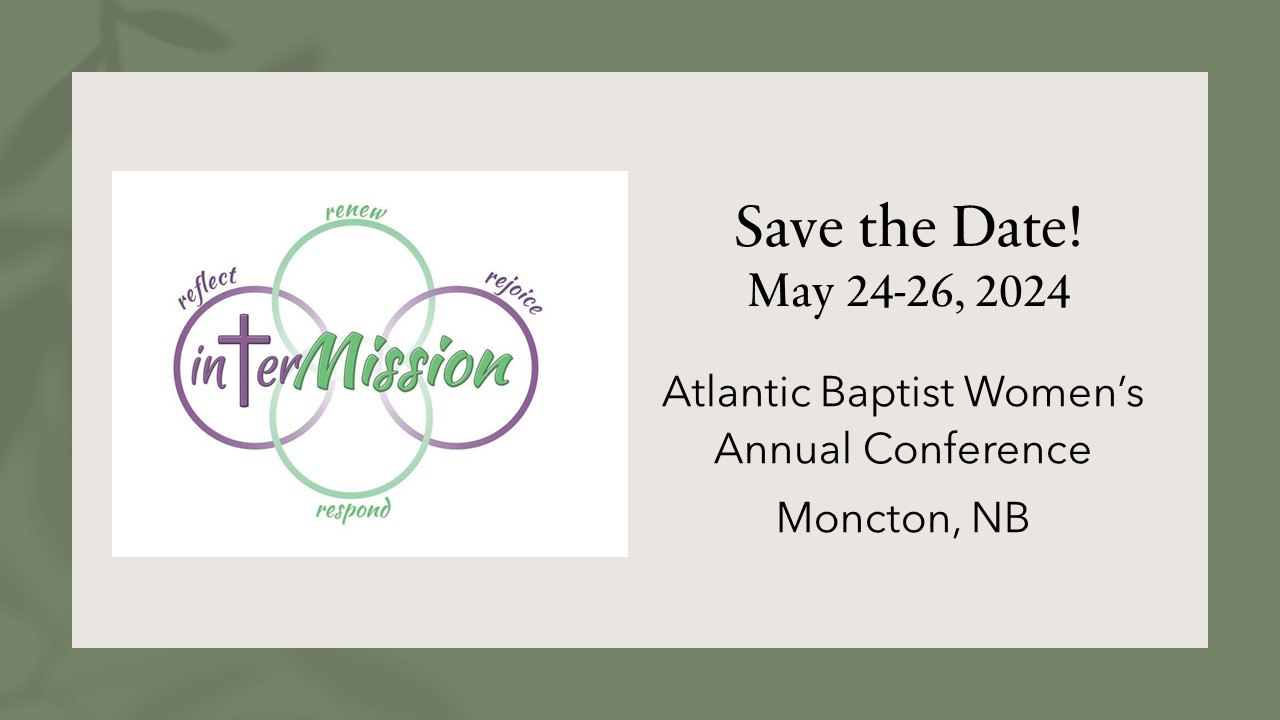 renew
reflect
rejoice
inTerMission
respond
Save the Date!
May 24-26, 2024
Atlantic Baptist Women’s
Annual Conference
Moncton, NB